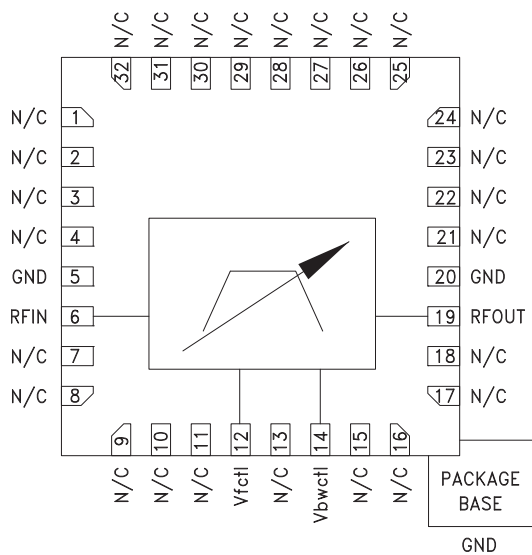 N/C N/C N/C N/C N/C N/C N/C N/C
32 31 30 29 28 27 26 25
N/C 1
N/C 2
N/C 3
N/C 4
GND 5
RFIN 6
N/C 7
N/C 8
24 N/C
23 N/C
22 N/C
21 N/C
20 GND
19 RFOUT
18 N/C
17 N/C
9 10 11 12 13 14 15 16
N/C N/C N/C Vfctl N/C Vbwctl N/C N/C
PACKAGE
BASE
GND